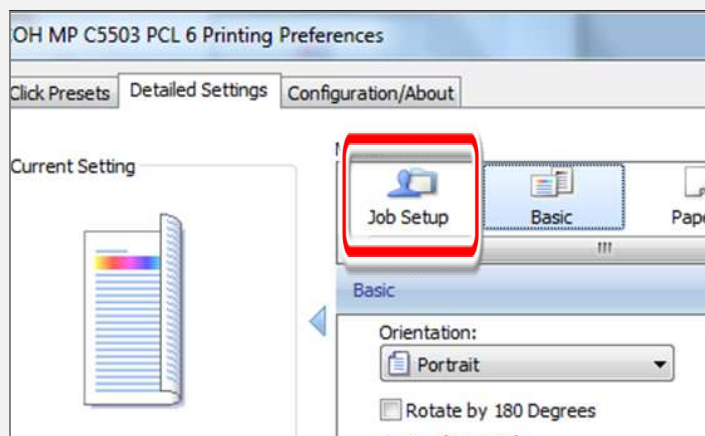 OH MP C5503 PCL 6 Printing Preferences
Click Presets Detailed Settings Configuration/About
Current Setting
Job Setup Basic Pape
Basic
Orientation:
Portrait
Rotate by 180 Degrees